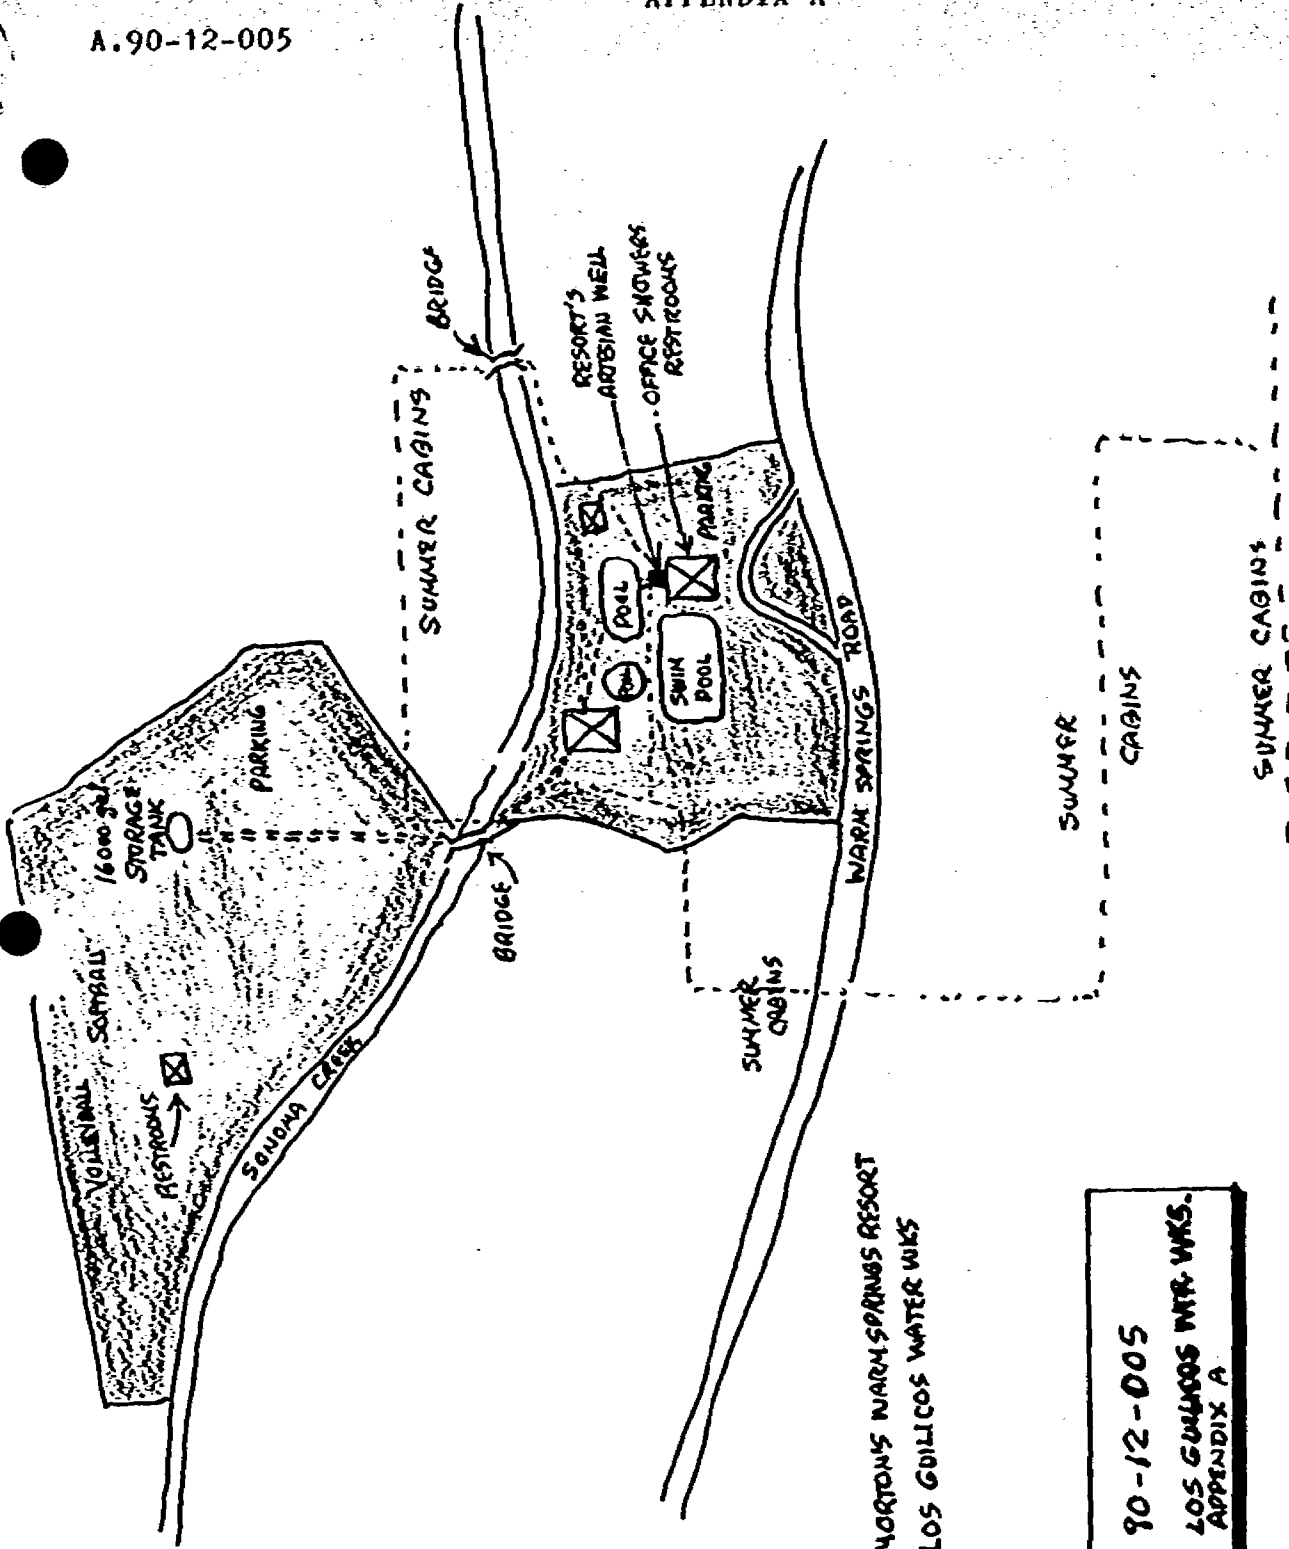 APPENDIX A
A.90-12-005
BRIDGE
SUMMER CABINS
RESORT'S
ARTESIAN WELL
OFFICE SHOWERS
RESTROOMS
PARKING
16000 gal
STORAGE
TANK
PARKING
SOFTBALL
VOLLEYBALL
RESTROOMS
SONOMA CREEK
BRIDGE
POOL
POOL
SWIM
POOL
WARM SPRINGS ROAD
SUMMER
CABINS
SUMMER
CABINS
SUMMER CABINS
MORTONS WARM SPRINGS RESORT
LOS GUILICOS WATER WKS
90-12-005
LOS GUILICOS WTR. WKS.
APPENDIX A